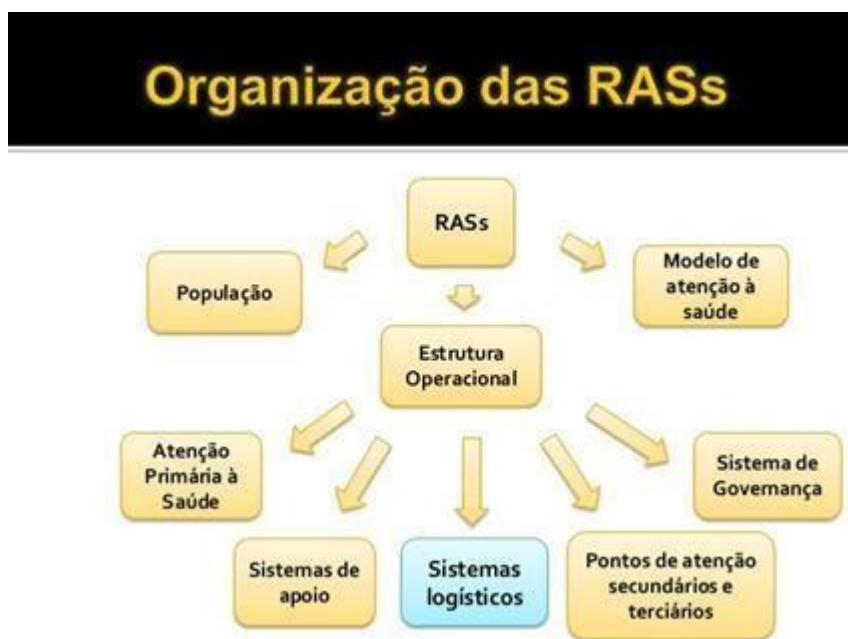 Organização das RASs
RASs
População
Modelo de
atenção à
saúde
Estrutura
Operacional
Atenção
Primária à
Saúde
Sistema de
Governança
Sistemas de
apoio
Sistemas
logísticos
Pontos de atenção
secundários e
terciários